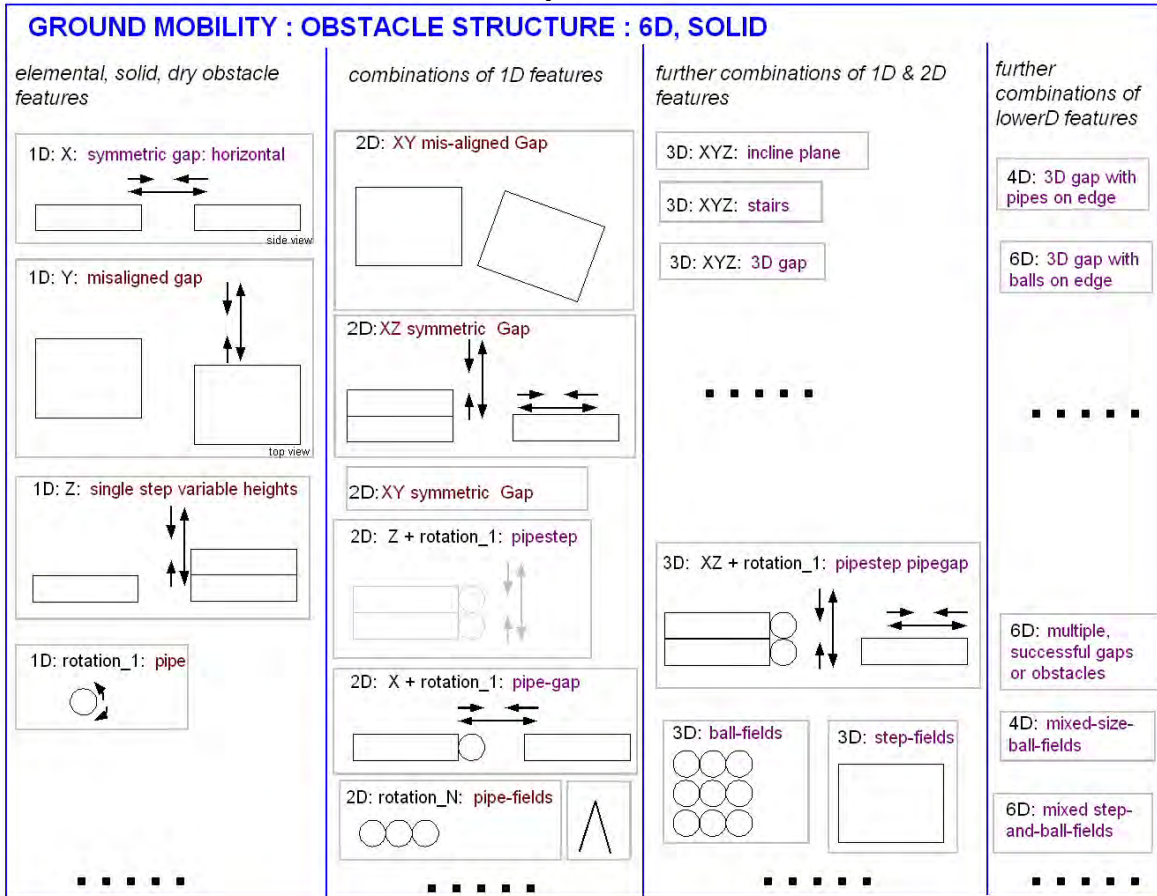 GROUND MOBILITY : OBSTACLE STRUCTURE : 6D, SOLID
elemental, solid, dry obstacle
features
1D: X: symmetric gap: horizontal
side view
1D: Y: misaligned gap
top view
1D: Z: single step variable heights
1D: rotation_1: pipe
combinations of 1D features
2D: XY mis-aligned Gap
2D: XZ symmetric Gap
2D: XY symmetric Gap
2D: Z + rotation_1: pipestep
2D: X + rotation_1: pipe-gap
2D: rotation_N: pipe-fields
further combinations of 1D & 2D
features
3D: XYZ: incline plane
3D: XYZ: stairs
3D: XYZ: 3D gap
3D: XZ + rotation_1: pipestep pipegap
3D: ball-fields
3D: step-fields
further
combinations of
lowerD features
4D: 3D gap with
pipes on edge
6D: 3D gap with
balls on edge
6D: multiple,
successful gaps
or obstacles
4D: mixed-size-
ball-fields
6D: mixed step-
and-ball-fields